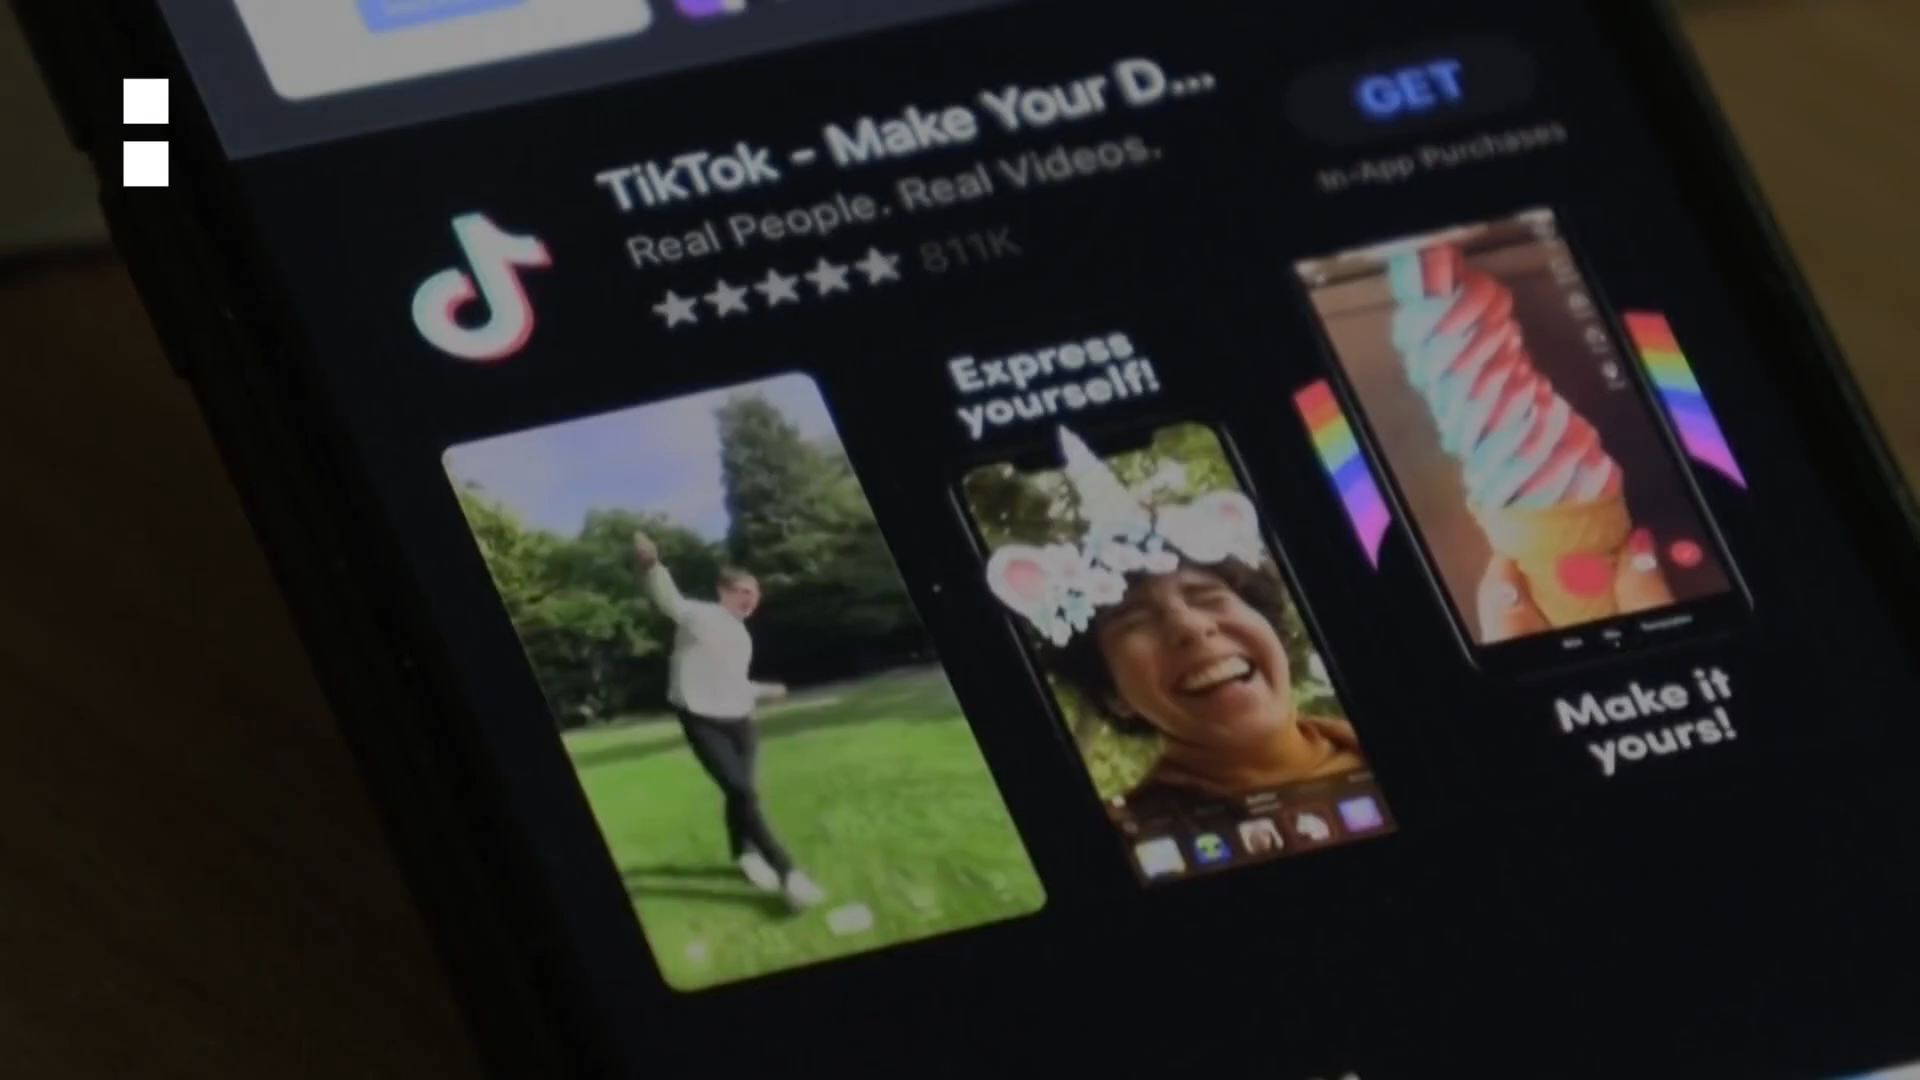 TikTok - Make Your D...
GET
Real People. Real Videos.
In-App Purchases
811K
Express
yourself!
Make it
yours!